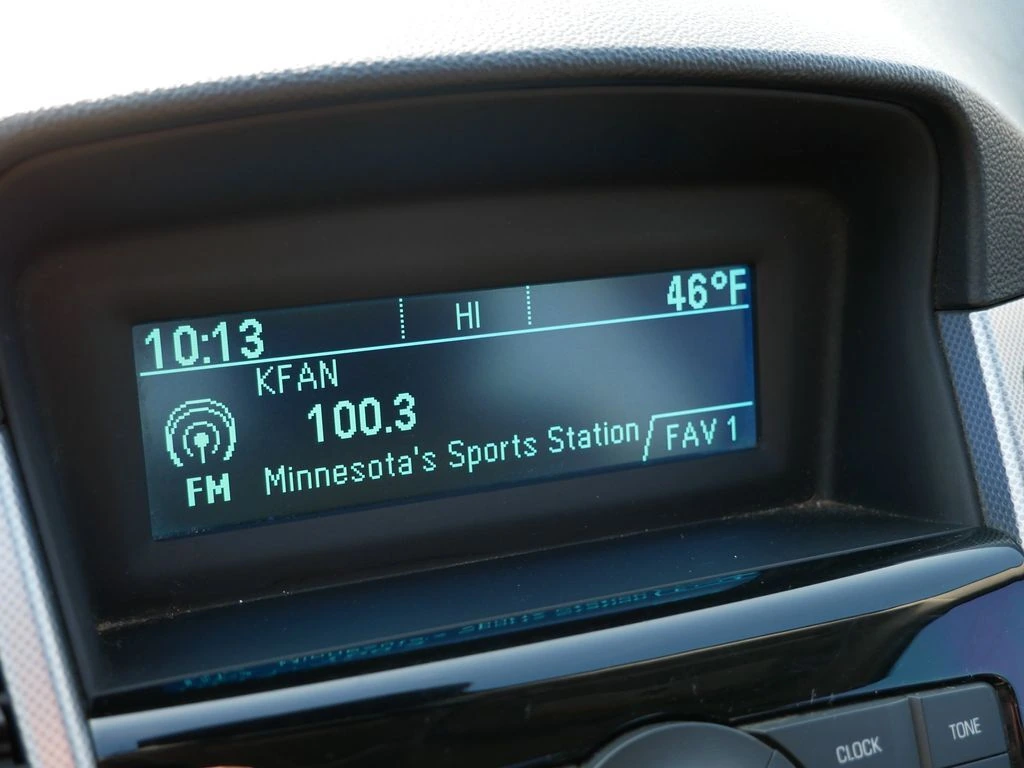 10:13 HI 46°F
KFAN
100.3
FM Minnesota's Sports Station FAV 1
CLOCK TONE